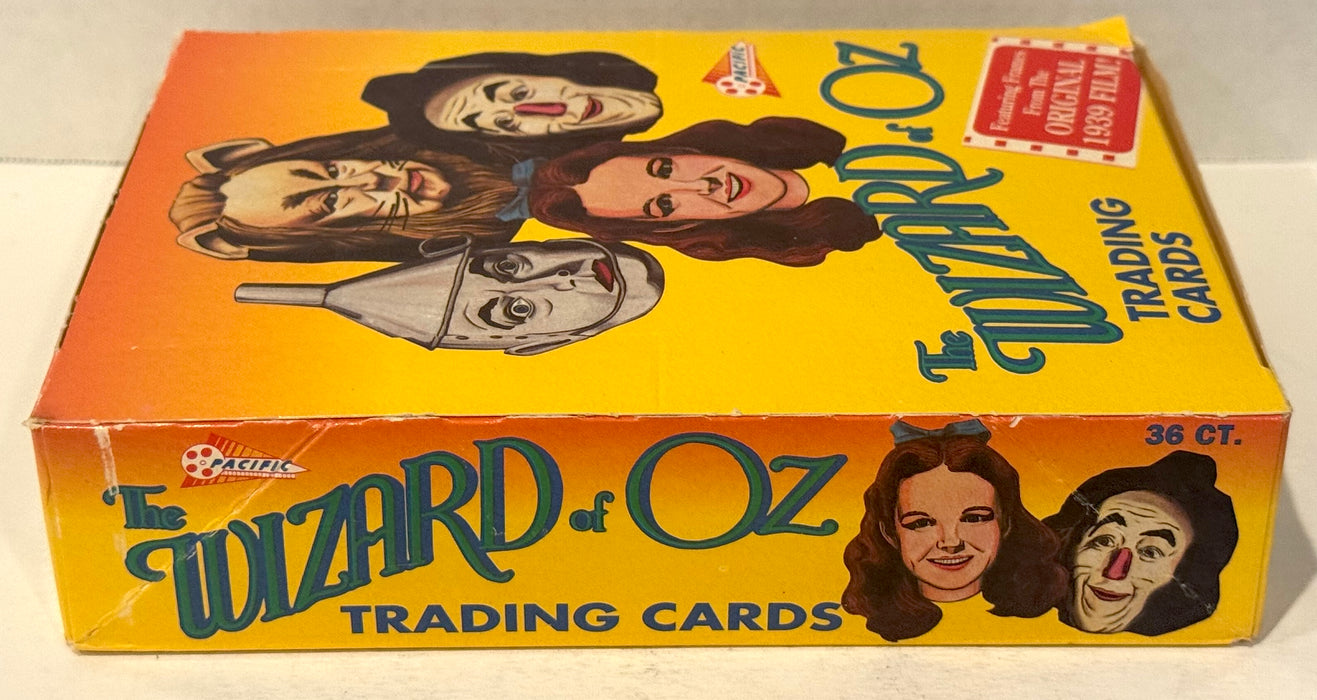 PACIFIC
The
WIZARD of OZ
TRADING
CARDS
Featuring Frames
From The
ORIGINAL
1939 FILM!
PACIFIC
The
WIZARD of OZ
TRADING CARDS
36 CT.